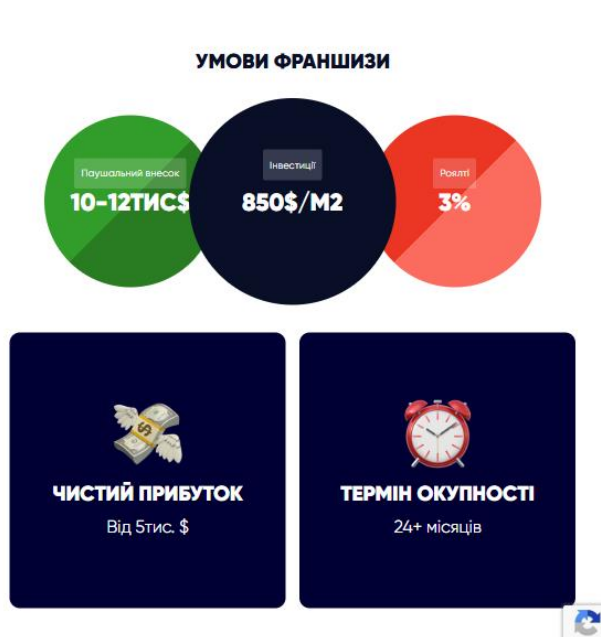 УМОВИ ФРАНШИЗИ
Паушальний внесок
10-12ТИС$
Інвестиції
850$/М2
Роялті
3%
ЧИСТИЙ ПРИБУТОК
Від 5тис. $
ТЕРМІН ОКУПНОСТІ
24+ місяців